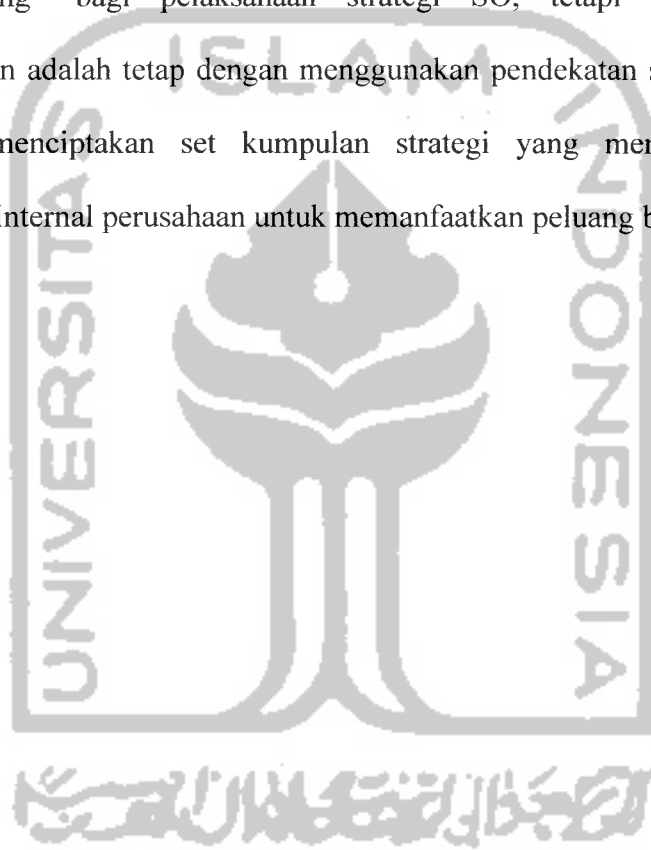 bagi pelaksanaan strategi SO, tetapi
adalah tetap dengan menggunakan pendekatan
menciptakan set kumpulan strategi yang
internal perusahaan untuk memanfaatkan peluang
ISLAM
UNIVERSITAS
INDONESIA